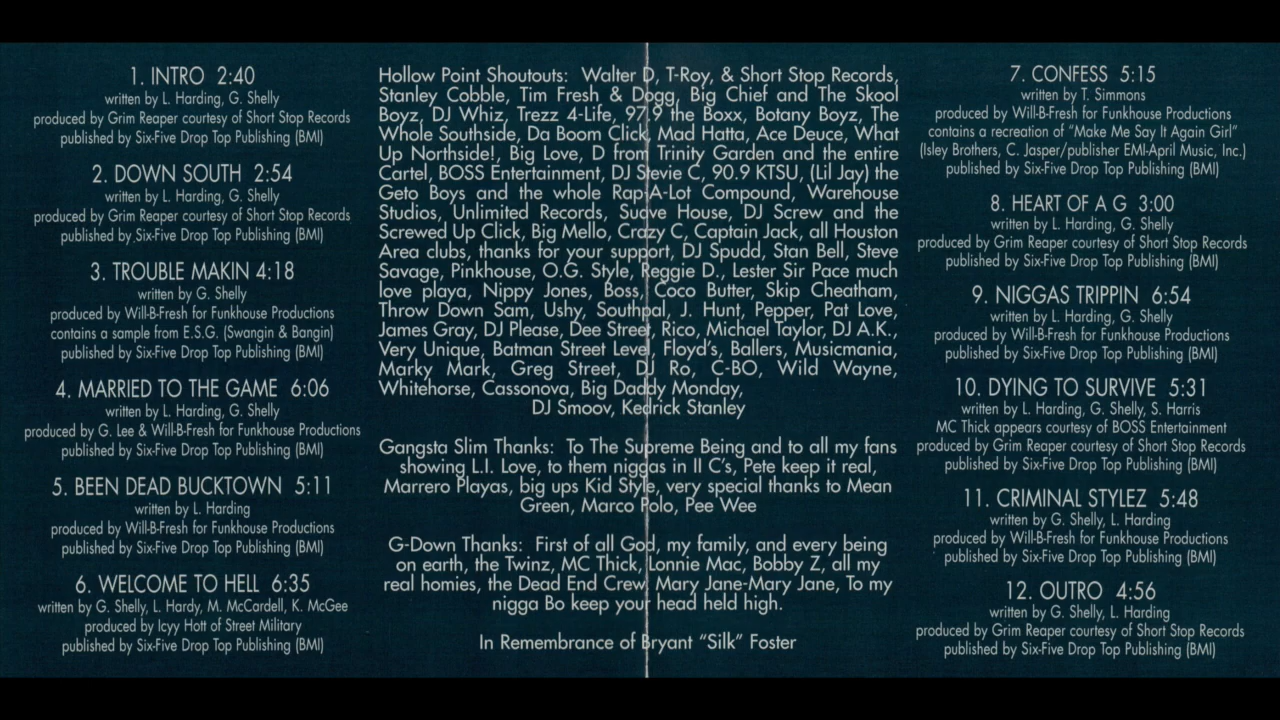 1. INTRO 2:40
written by L. Harding, G. Shelly
produced by Grim Reaper courtesy of Short Stop Records
published by Six-Five Drop Top Publishing (BMI)
2. DOWN SOUTH 2:54
written by L. Harding, G. Shelly
produced by Grim Reaper courtesy of Short Stop Records
published by Six-Five Drop Top Publishing (BMI)
3. TROUBLE MAKIN 4:18
written by G. Shelly
produced by Will-B-Fresh for Funkhouse Productions
contains a sample from E.S.G. (Swangin & Bangin)
published by Six-Five Drop Top Publishing (BMI)
4. MARRIED TO THE GAME 6:06
written by L. Harding, G. Shelly
produced by G. Lee & Will-B-Fresh for Funkhouse Productions
published by Six-Five Drop Top Publishing (BMI)
5. BEEN DEAD BUCKTOWN 5:11
written by L. Harding
produced by Will-B-Fresh for Funkhouse Productions
published by Six-Five Drop Top Publishing (BMI)
6. WELCOME TO HELL 6:35
written by G. Shelly, L. Hardy, M. McCardell, K. McGee
produced by Icyy Hott of Street Military
published by Six-Five Drop Top Publishing (BMI)
Hollow Point Shoutouts: Walter D, T-Roy, & Short Stop Records,
Stanley Cobble, Tim Fresh & Dogg, Big Chief and The Skool
Boyz, DJ Whiz, Trezz 4-Life, 97.9 the Boxx, Botany Boyz, The
Whole Southside, Da Boom Click, Mad Hatta, Ace Deuce, What
Up Northside!, Big Love, D from Trinity Garden and the entire
Cartel, BOSS Entertainment, DJ Stevie C, 90.9 KTSU, (Lil Jay) the
Geto Boys and the whole Rap-A-Lot Compound, Warehouse
Studios, Unlimited Records, Suave House, DJ Screw and the
Screwed Up Click, Big Mello, Crazy C, Captain Jack, all Houston
Area clubs, thanks for your support, DJ Spudd, Stan Bell, Steve
Savage, Pinkhouse, O.G. Style, Reggie D., Lester Sir Pace much
love playa, Nippy Jones, Boss, Coco Butter, Skip Cheatham,
Throw Down Sam, Ushy, Southpal, J. Hunt, Pepper, Pat Love,
James Gray, DJ Please, Dee Street, Rico, Michael Taylor, DJ A.K.,
Very Unique, Batman Street Level, Floyd's, Ballers, Musicmania,
Marky Mark, Greg Street, DJ Ro, C-BO, Wild Wayne,
Whitehorse, Cassonova, Big Daddy Monday,
DJ Smoov, Kedrick Stanley
Gangsta Slim Thanks: To The Supreme Being and to all my fans
showing L.I. Love, to them niggas in II C's, Pete keep it real,
Marrero Playas, big ups Kid Style, very special thanks to Mean
Green, Marco Polo, Pee Wee
G-Down Thanks: First of all God, my family, and every being
on earth, the Twinz, MC Thick, Lonnie Mac, Bobby Z, all my
real homies, the Dead End Crew, Mary Jane-Mary Jane, To my
nigga Bo keep your head held high.
In Remembrance of Bryant "Silk" Foster
7. CONFESS 5:15
written by T. Simmons
produced by Will-B-Fresh for Funkhouse Productions
contains a recreation of "Make Me Say It Again Girl"
(Isley Brothers, C. Jasper/publisher EMI-April Music, Inc.)
published by Six-Five Drop Top Publishing (BMI)
8. HEART OF A G 3:00
written by L. Harding, G. Shelly
produced by Grim Reaper courtesy of Short Stop Records
published by Six-Five Drop Top Publishing (BMI)
9. NIGGAS TRIPPIN 6:54
written by L. Harding, G. Shelly
produced by Will-B-Fresh for Funkhouse Productions
published by Six-Five Drop Top Publishing (BMI)
10. DYING TO SURVIVE 5:31
written by L. Harding, G. Shelly, S. Harris
MC Thick appears courtesy of BOSS Entertainment
produced by Grim Reaper courtesy of Short Stop Records
published by Six-Five Drop Top Publishing (BMI)
11. CRIMINAL STYLEZ 5:48
written by G. Shelly, L. Harding
produced by Will-B-Fresh for Funkhouse Productions
published by Six-Five Drop Top Publishing (BMI)
12. OUTRO 4:56
written by G. Shelly, L. Harding
produced by Grim Reaper courtesy of Short Stop Records
published by Six-Five Drop Top Publishing (BMI)